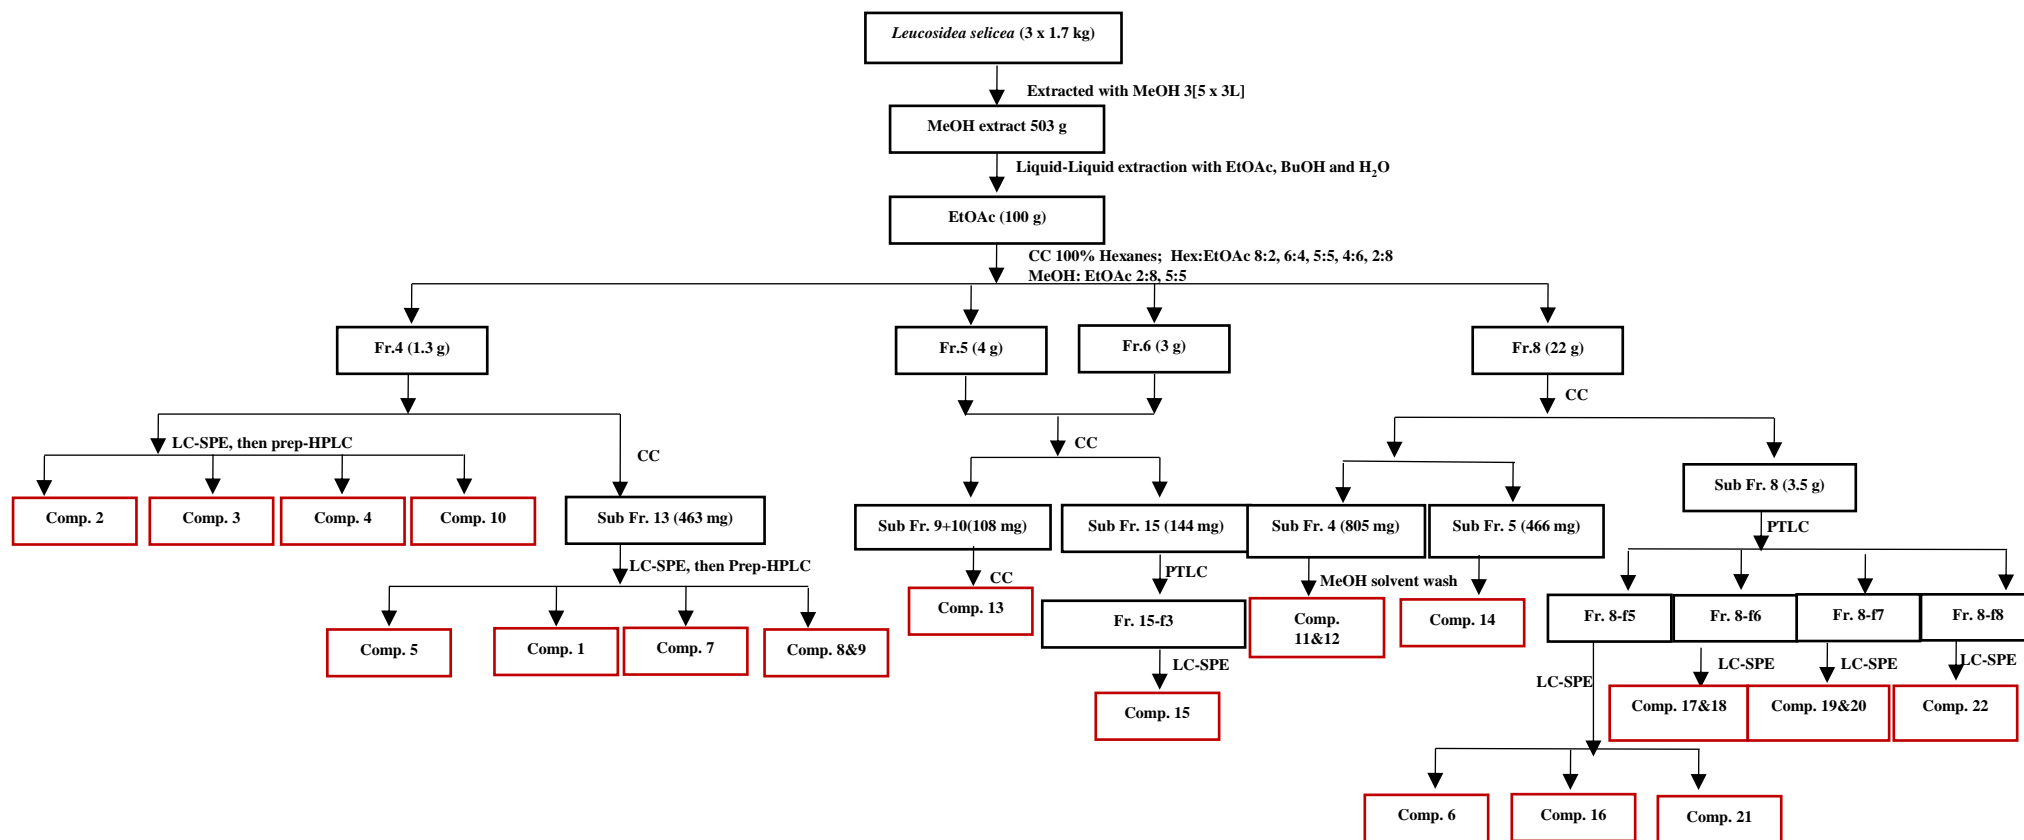 Leucosidea selicea (3 x 1.7 kg)
Extracted with MeOH 3[5 x 3L]
MeOH extract 503 g
Liquid-Liquid extraction with EtOAc, BuOH and H₂O
EtOAc (100 g)
CC 100% Hexanes; Hex:EtOAc 8:2, 6:4, 5:5, 4:6, 2:8
MeOH: EtOAc 2:8, 5:5
Fr.4 (1.3 g)
Fr.5 (4 g)
Fr.6 (3 g)
Fr.8 (22 g)
CC
LC-SPE, then prep-HPLC
CC
CC
Comp. 2
Comp. 3
Comp. 4
Comp. 10
Sub Fr. 13 (463 mg)
Sub Fr. 9+10(108 mg)
Sub Fr. 15 (144 mg)
Sub Fr. 4 (805 mg)
Sub Fr. 5 (466 mg)
Sub Fr. 8 (3.5 g)
PTLC
LC-SPE, then Prep-HPLC
CC
PTLC
MeOH solvent wash
Comp. 5
Comp. 1
Comp. 7
Comp. 8&9
Comp. 13
Fr. 15-f3
Comp.
11&12
Comp. 14
Fr. 8-f5
Fr. 8-f6
Fr. 8-f7
Fr. 8-f8
LC-SPE
LC-SPE
LC-SPE
LC-SPE
LC-SPE
Comp. 15
Comp. 17&18
Comp. 19&20
Comp. 22
Comp. 6
Comp. 16
Comp. 21